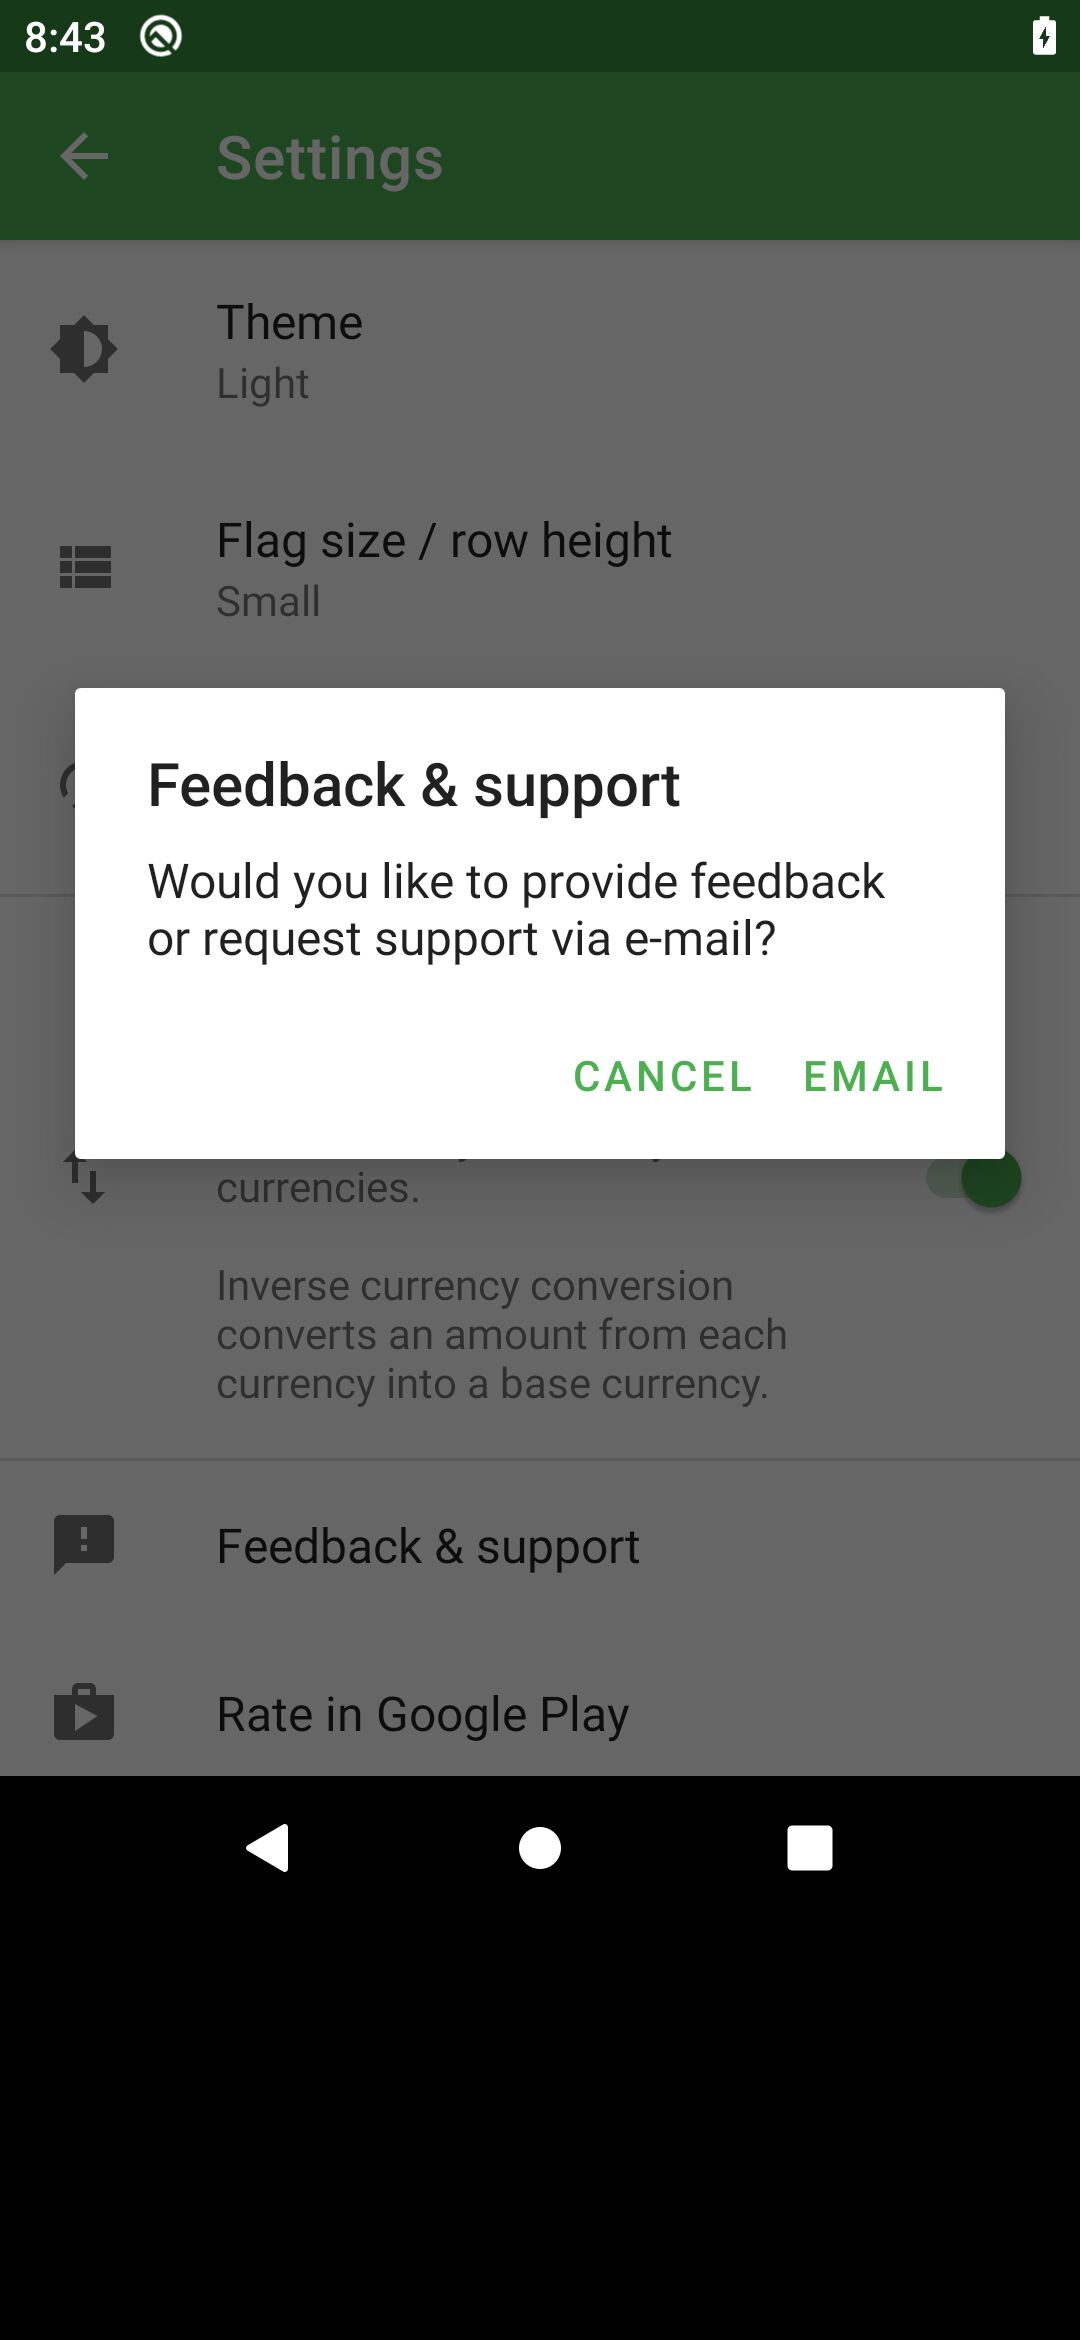 8:43
Settings
Theme
Light
Flag size / row height
Small
Feedback & support
Would you like to provide feedback
or request support via e-mail?
CANCEL EMAIL
currencies.
Inverse currency conversion
converts an amount from each
currency into a base currency.
Feedback & support
Rate in Google Play